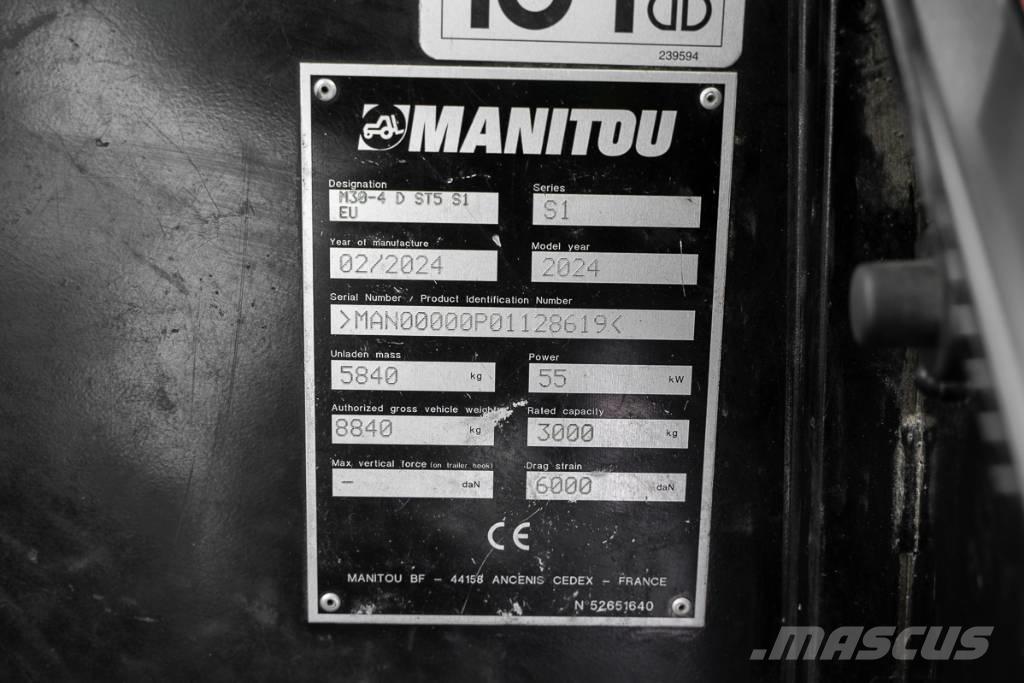 239594
MANITOU
Designation
M30-4 D ST5 S1
EU
Series
S1
Year of manufacture
02/2024
Model year
2024
Serial Number / Product Identification Number
>MAN00000P01128619<
Unladen mass
5840 kg
Power
55 kW
Authorized gross vehicle weight
8840 kg
Rated capacity
3000 kg
Max. vertical force (on trailer hook)
- daN
Drag strain
6000 daN
CE
MANITOU BF - 44158 ANCENIS CEDEX - FRANCE
N 52651640
MASCUS